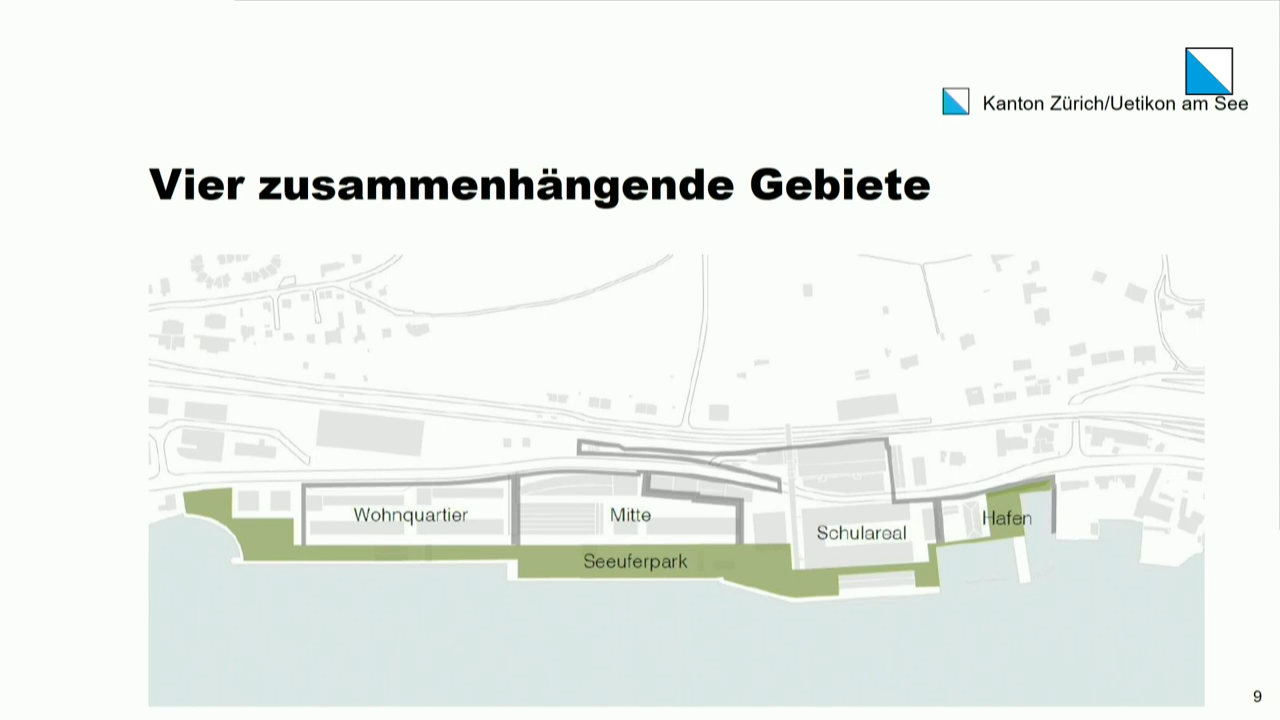 Kanton Zürich/Uetikon am See
Vier zusammenhängende Gebiete
Wohnquartier
Mitte
Schulareal
Hafen
Seeuferpark
9